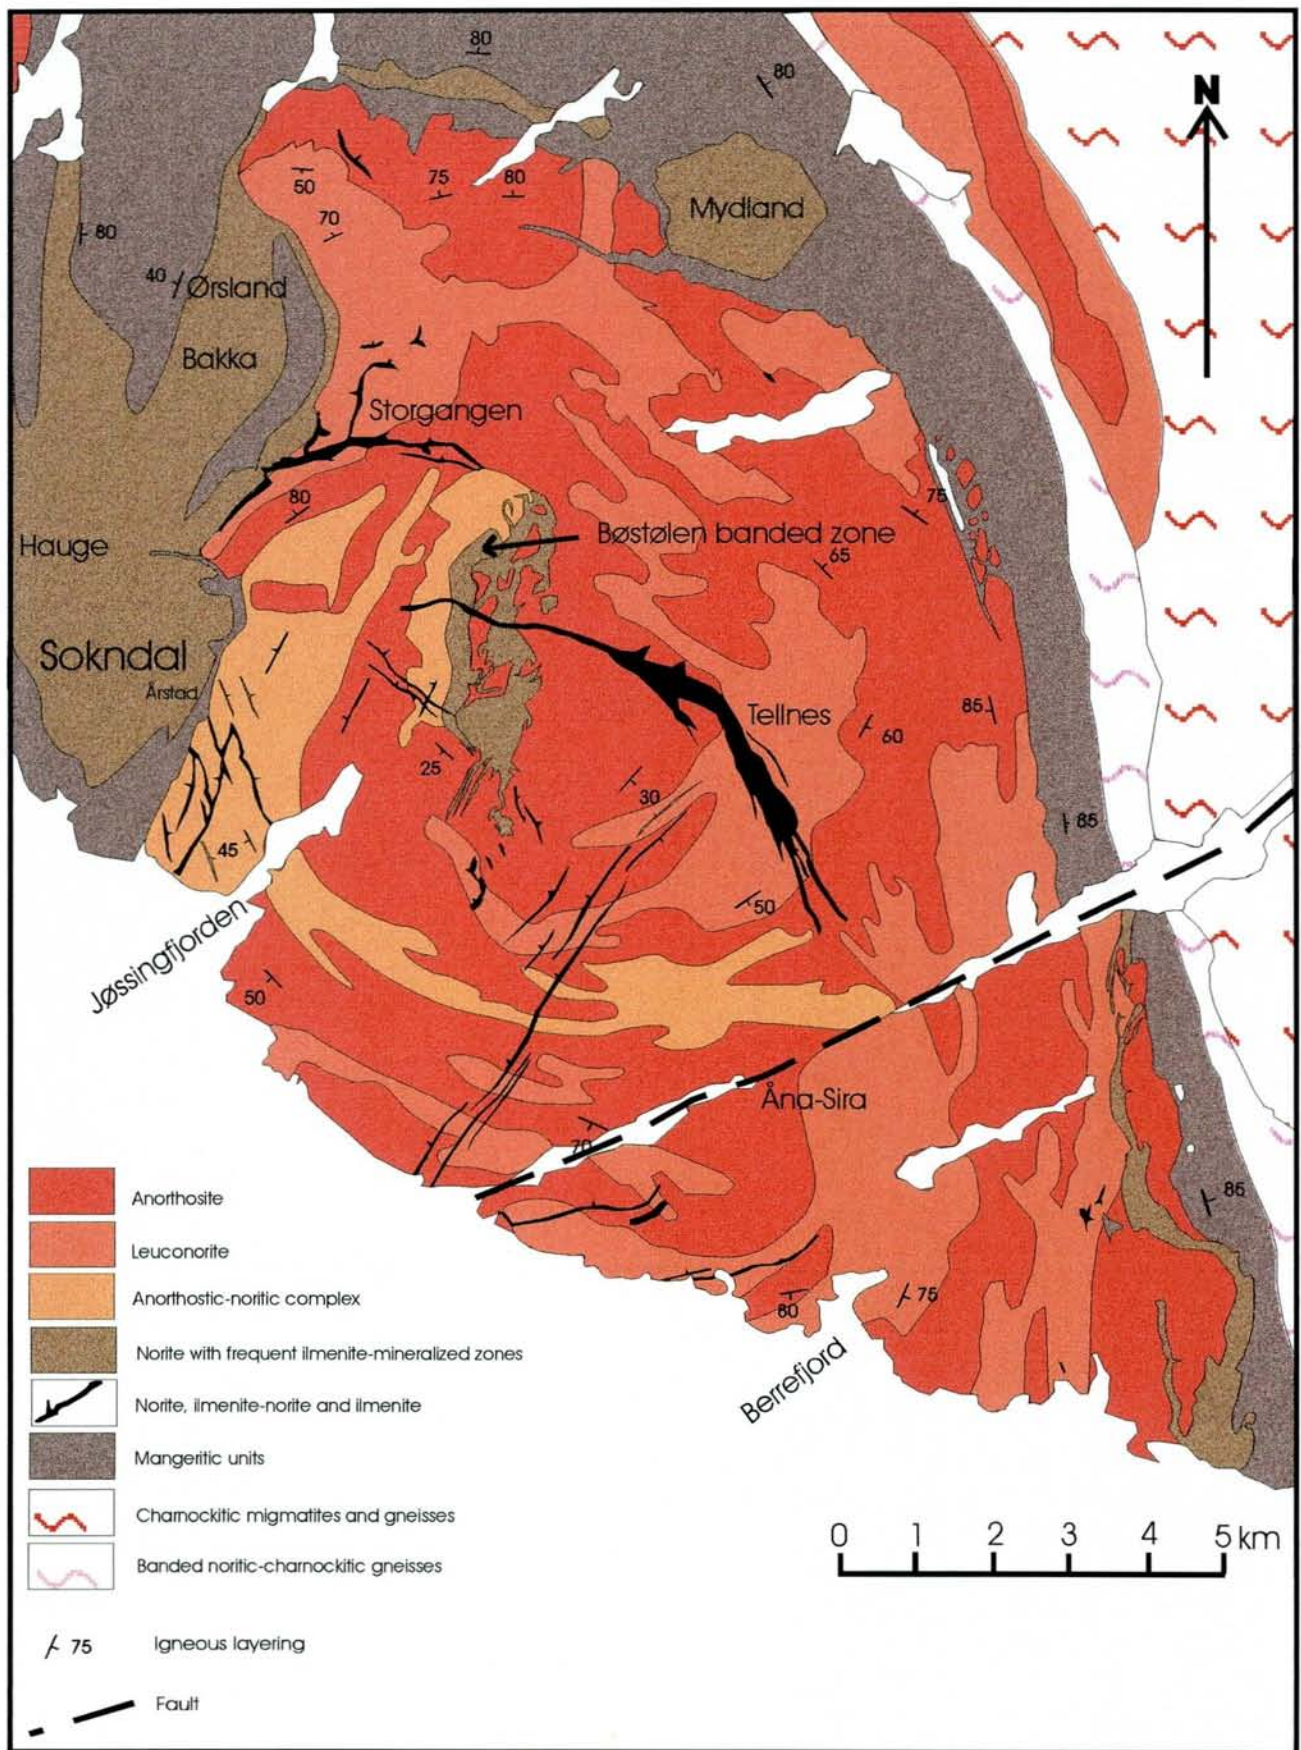 80
80
N
50
75
80
70
Mydland
80
40
Ørsland
Bakka
Storgangen
80
75
Hauge
Bøstølen banded zone
65
Sokndal
Årstad
85
Tellnes
60
25
30
85
45
50
Jøssingfjorden
50
Åna-Sira
70
85
75
80
Berrefjord
Anorthosite
Leuconorite
Anorthostic-noritic complex
Norite with frequent ilmenite-mineralized zones
Norite, ilmenite-norite and ilmenite
Mangeritic units
Charnockitic migmatites and gneisses
Banded noritic-charnockitic gneisses
75 Igneous layering
Fault
0 1 2 3 4 5 km